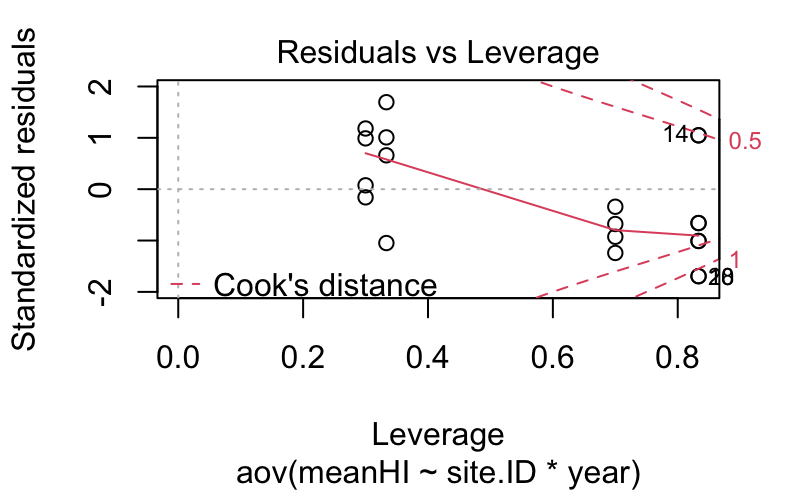 Residuals vs Leverage
Standardized residuals
2
1
0
-2
14
0.5
1
Cook's distance
0.0 0.2 0.4 0.6 0.8
Leverage
aov(meanHI ~ site.ID * year)